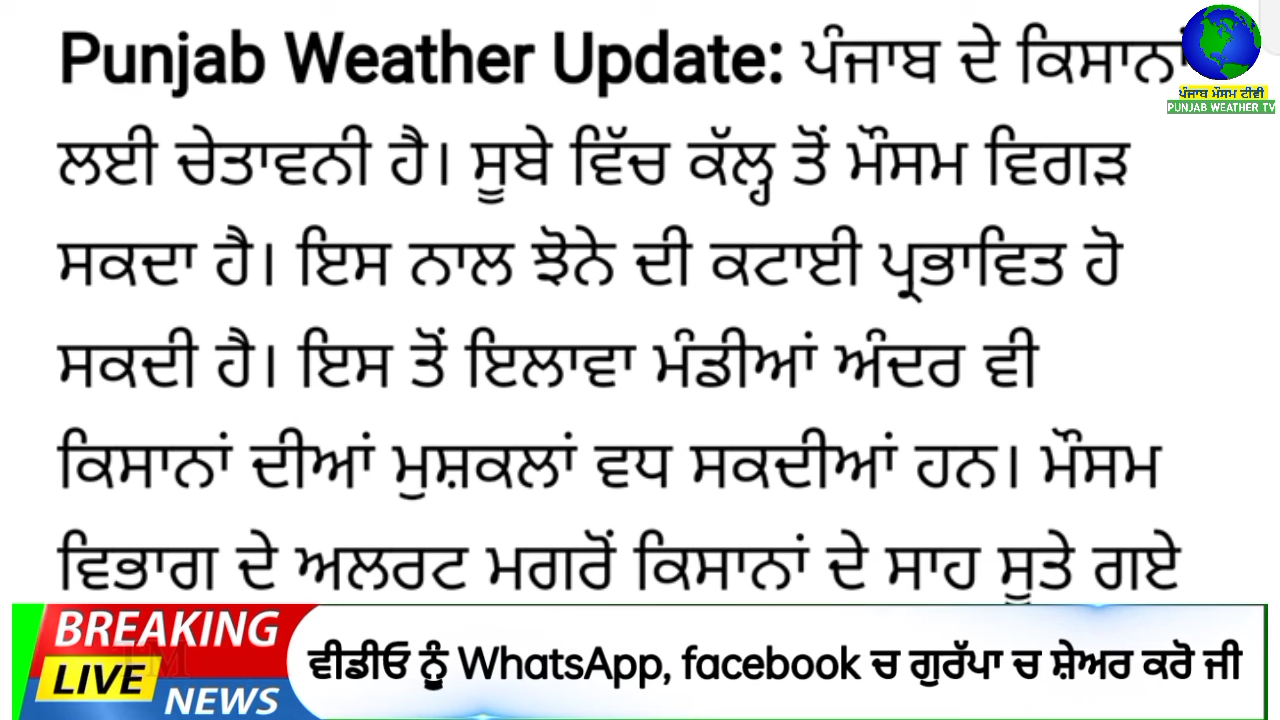 Punjab Weather Update: ਪੰਜਾਬ ਦੇ ਕਿਸਾਨਾਂ
ਲਈ ਚੇਤਾਵਨੀ ਹੈ। ਸੂਬੇ ਵਿੱਚ ਕੱਲ੍ਹ ਤੋਂ ਮੌਸਮ ਵਿਗੜ
ਸਕਦਾ ਹੈ। ਇਸ ਨਾਲ ਝੋਨੇ ਦੀ ਕਟਾਈ ਪ੍ਰਭਾਵਿਤ ਹੋ
ਸਕਦੀ ਹੈ। ਇਸ ਤੋਂ ਇਲਾਵਾ ਮੰਡੀਆਂ ਅੰਦਰ ਵੀ
ਕਿਸਾਨਾਂ ਦੀਆਂ ਮੁਸ਼ਕਲਾਂ ਵਧ ਸਕਦੀਆਂ ਹਨ। ਮੌਸਮ
ਵਿਭਾਗ ਦੇ ਅਲਰਟ ਮਗਰੋਂ ਕਿਸਾਨਾਂ ਦੇ ਸਾਹ ਸੂਤੇ ਗਏ
ਪੰਜਾਬ ਮੌਸਮ ਟੀਵੀ
PUNJAB WEATHER TV
BREAKING
LIVE
NEWS
ਵੀਡੀਓ ਨੂੰ WhatsApp, facebook ਚ ਗੁਰੱਪਾ ਚ ਸ਼ੇਅਰ ਕਰੋ ਜੀ